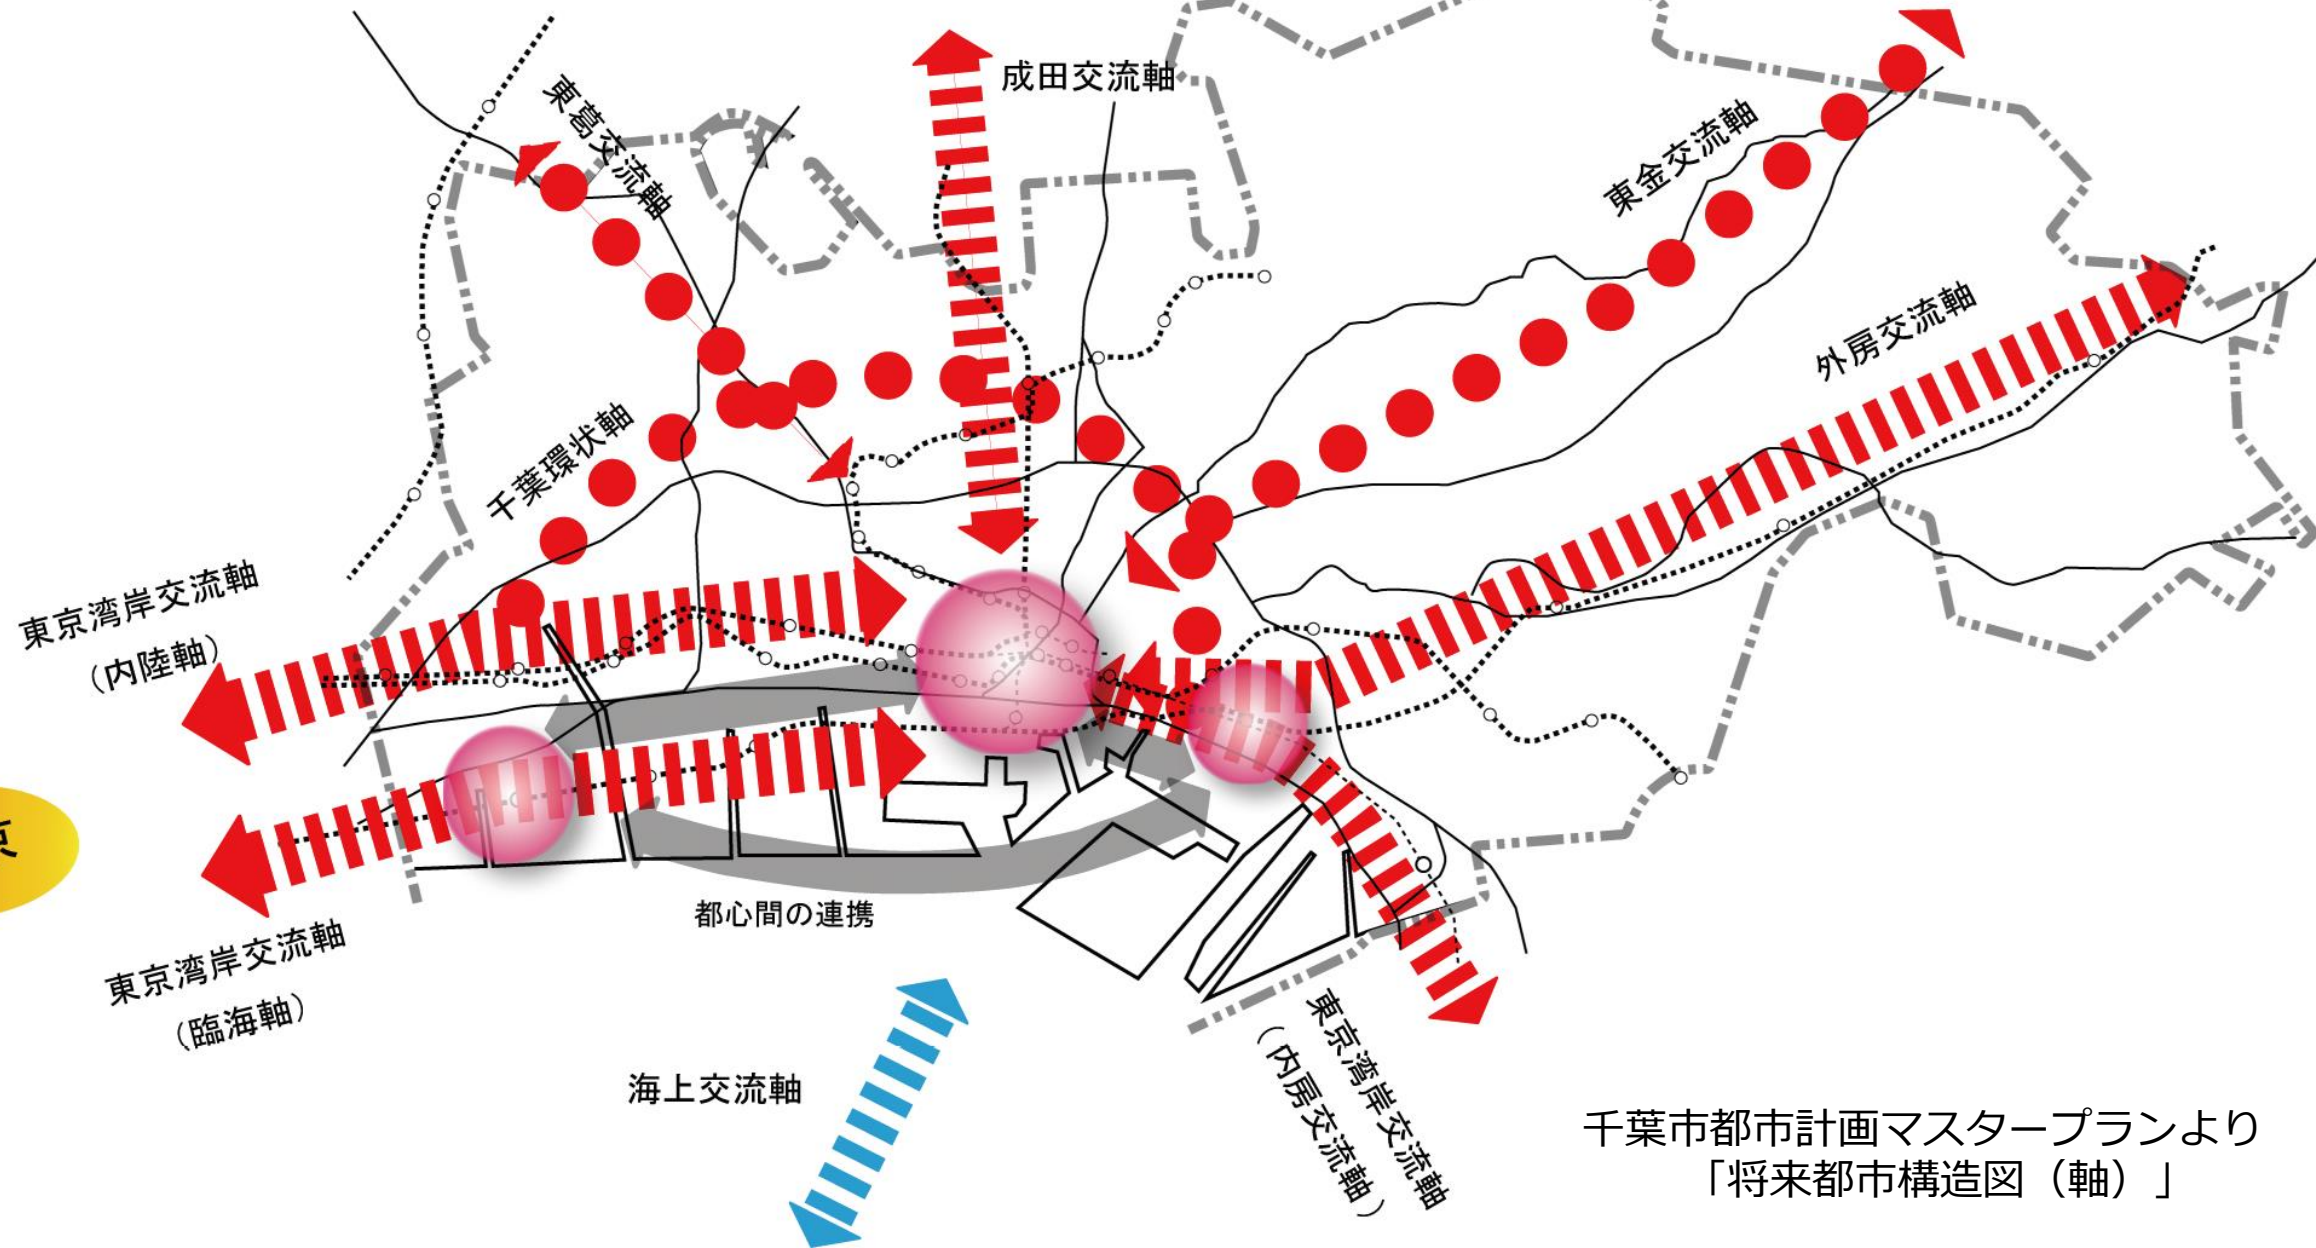 成田交流軸
東葛交流軸
東金交流軸
外房交流軸
千葉環状軸
東京湾岸交流軸
（内陸軸）
京
東京湾岸交流軸
（臨海軸）
都心間の連携
海上交流軸
東京湾岸交流軸
（内房交流軸）
千葉市都市計画マスタープランより
「将来都市構造図（軸）」